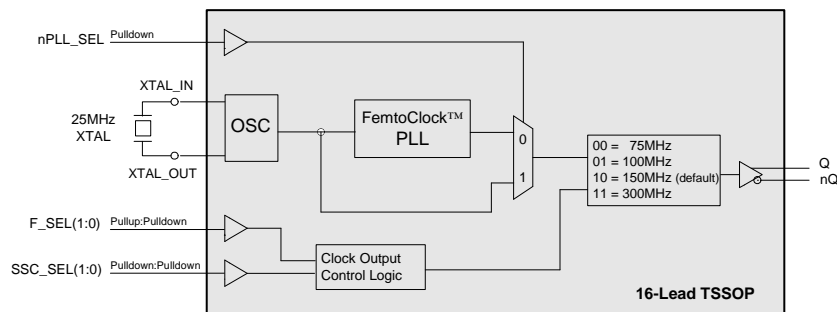 nPLL_SEL Pulldown
XTAL_IN
25MHz
XTAL
OSC
FemtoClock™
PLL
0
1
XTAL_OUT
00 = 75MHz
01 = 100MHz
10 = 150MHz (default)
11 = 300MHz
Q
nQ
F_SEL(1:0) Pullup:Pulldown
SSC_SEL(1:0) Pulldown:Pulldown
Clock Output
Control Logic
16-Lead TSSOP